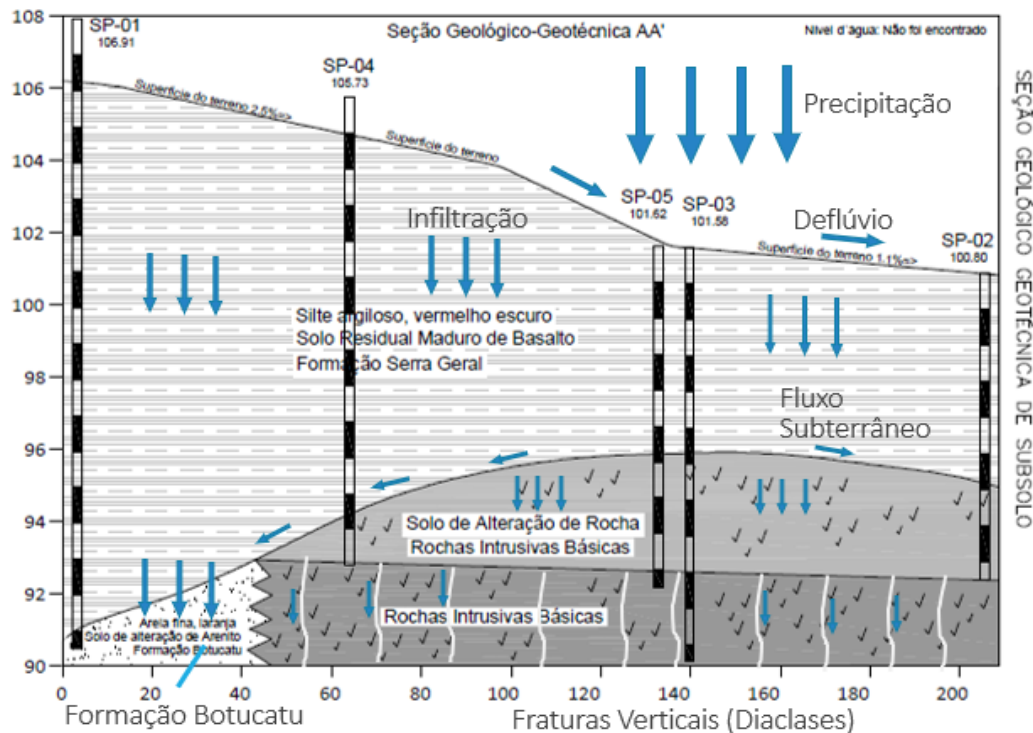 Seção Geológico-Geotécnica AA'
Nivel d´água: Não foi encontrado
108
106
104
102
100
98
96
94
92
90
SP-01
106.91
SP-04
105.73
SP-05
101.62
SP-03
101.58
SP-02
100.80
Superficie do terreno 2.5%=>
Superficie do terreno
Superficie do terreno 1.1%=>
Precipitação
Deflúvio
Infiltração
Silte argiloso, vermelho escuro
Solo Residual Maduro de Basalto
Formação Serra Geral
Fluxo
Subterrâneo
Solo de Alteração de Rocha
Rochas Intrusivas Básicas
Rochas Intrusivas Básicas
Areia fina, laranja
Solo de alteração de Arenito
Formação Botucatu
0
20
40
60
80
100
120
140
160
180
200
Formação Botucatu
Fraturas Verticais (Diaclases)
SEÇÃO GEOLÓGICO GEOTÉCNICA DE SUBSOLO